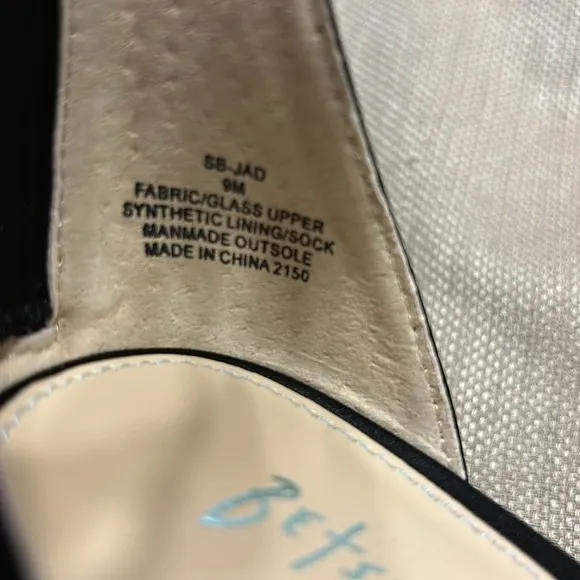 SB-JAD
9M
FABRIC/GLASS UPPER
SYNTHETIC LINING/SOCK
MANMADE OUTSOLE
MADE IN CHINA 2150
Bets